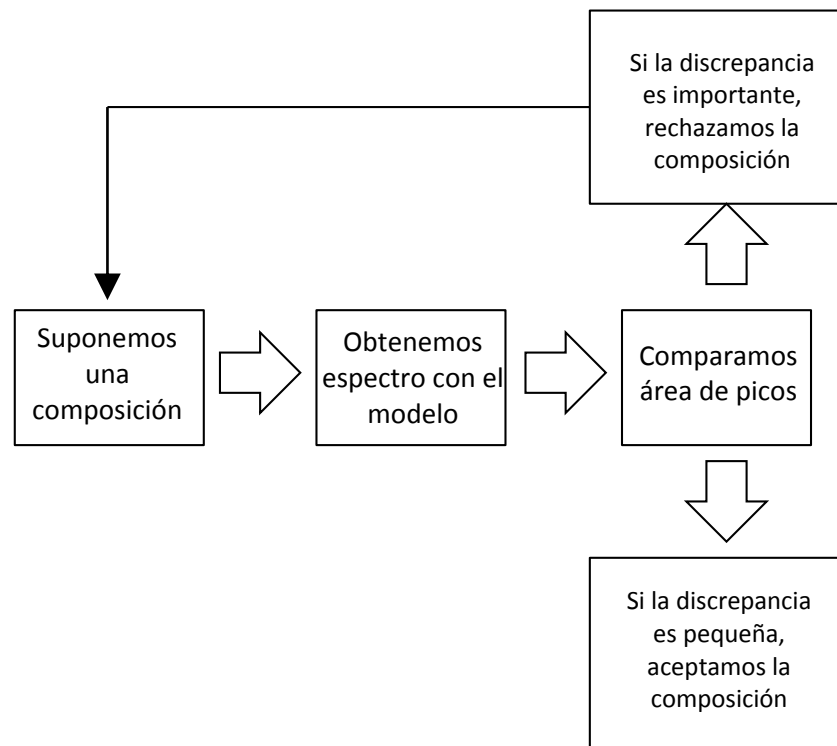 Si la discrepancia
es importante,
rechazamos la
composición
Suponemos
una
composición
Obtenemos
espectro con el
modelo
Comparamos
área de picos
Si la discrepancia
es pequeña,
aceptamos la
composición